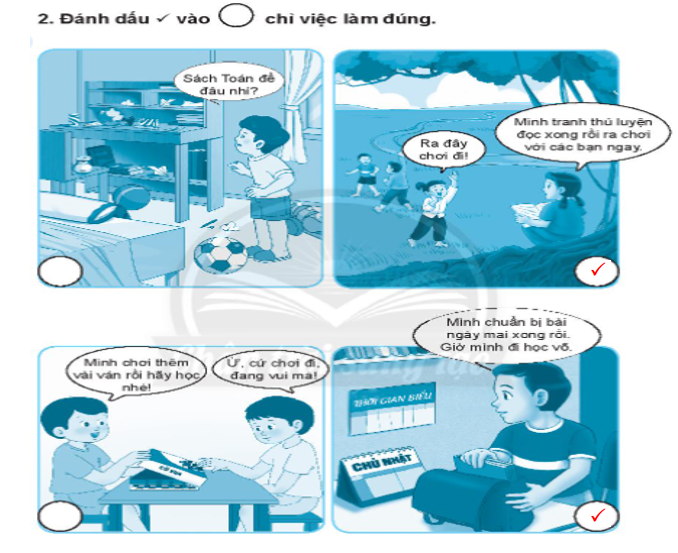 2. Đánh dấu ✓ vào ◯ chỉ việc làm đúng.
Sách Toán để
đâu nhỉ?
Ra đây
chơi đi!
Mình tranh thủ luyện
đọc xong rồi ra chơi
với các bạn ngay.
✓
Mình chơi thêm
vài ván rồi hãy học
nhé!
Ừ, cứ chơi đi,
đang vui mà!
CỜ VUA
Mình chuẩn bị bài
ngày mai xong rồi.
Giờ mình đi học võ.
THỜI GIAN BIỂU
CHỦ NHẬT
✓